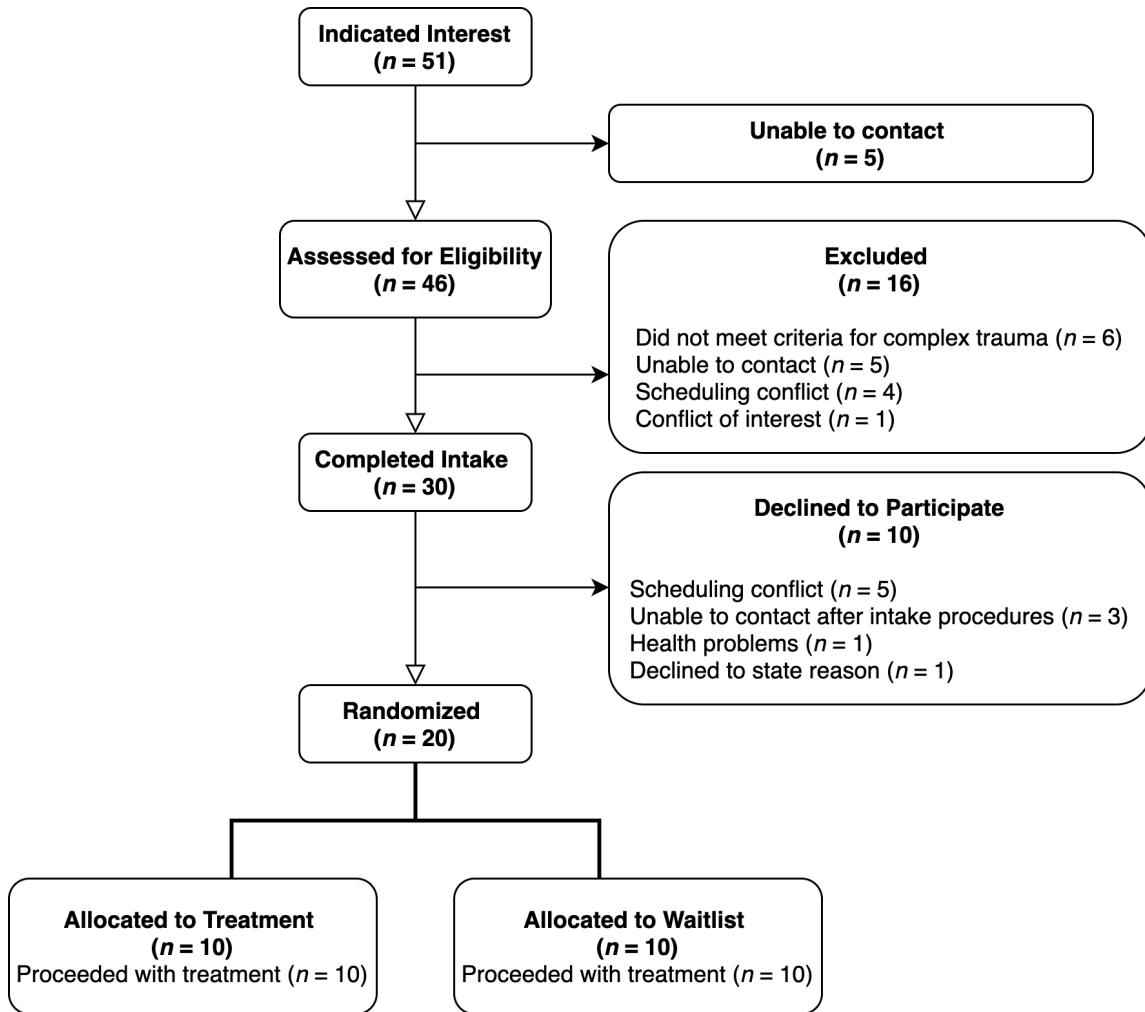 Indicated Interest
(n = 51)
Unable to contact
(n = 5)
Assessed for Eligibility
(n = 46)
Excluded
(n = 16)
Did not meet criteria for complex trauma (n = 6)
Unable to contact (n = 5)
Scheduling conflict (n = 4)
Conflict of interest (n = 1)
Completed Intake
(n = 30)
Declined to Participate
(n = 10)
Scheduling conflict (n = 5)
Unable to contact after intake procedures (n = 3)
Health problems (n = 1)
Declined to state reason (n = 1)
Randomized
(n = 20)
Allocated to Treatment
(n = 10)
Proceeded with treatment (n = 10)
Allocated to Waitlist
(n = 10)
Proceeded with treatment (n = 10)